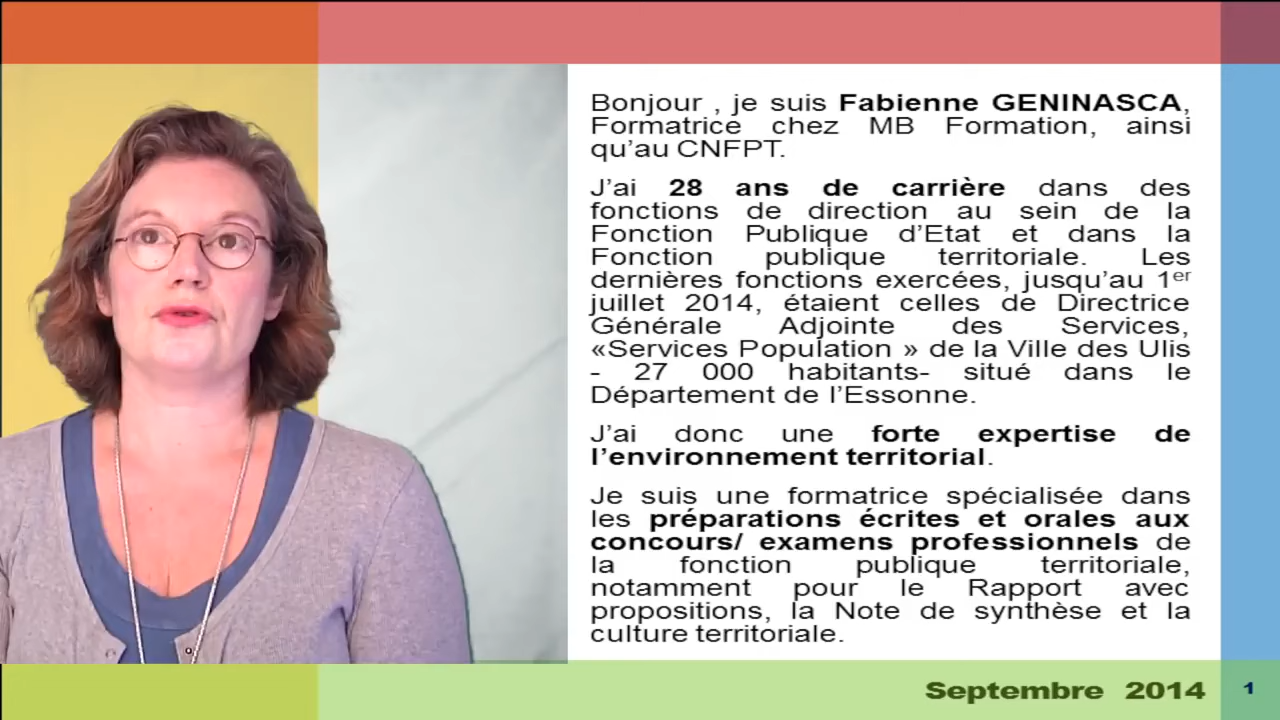 Bonjour , je suis Fabienne GENINASCA,
Formatrice chez MB Formation, ainsi
qu’au CNFPT.
J’ai 28 ans de carrière dans des
fonctions de direction au sein de la
Fonction Publique d’Etat et dans la
Fonction publique territoriale. Les
dernières fonctions exercées, jusqu’au 1er
juillet 2014, étaient celles de Directrice
Générale Adjointe des Services,
«Services Population » de la Ville des Ulis
- 27 000 habitants- situé dans le
Département de l’Essonne.
J’ai donc une forte expertise de
l’environnement territorial.
Je suis une formatrice spécialisée dans
les préparations écrites et orales aux
concours/ examens professionnels de
la fonction publique territoriale,
notamment pour le Rapport avec
propositions, la Note de synthèse et la
culture territoriale.
Septembre 2014 1